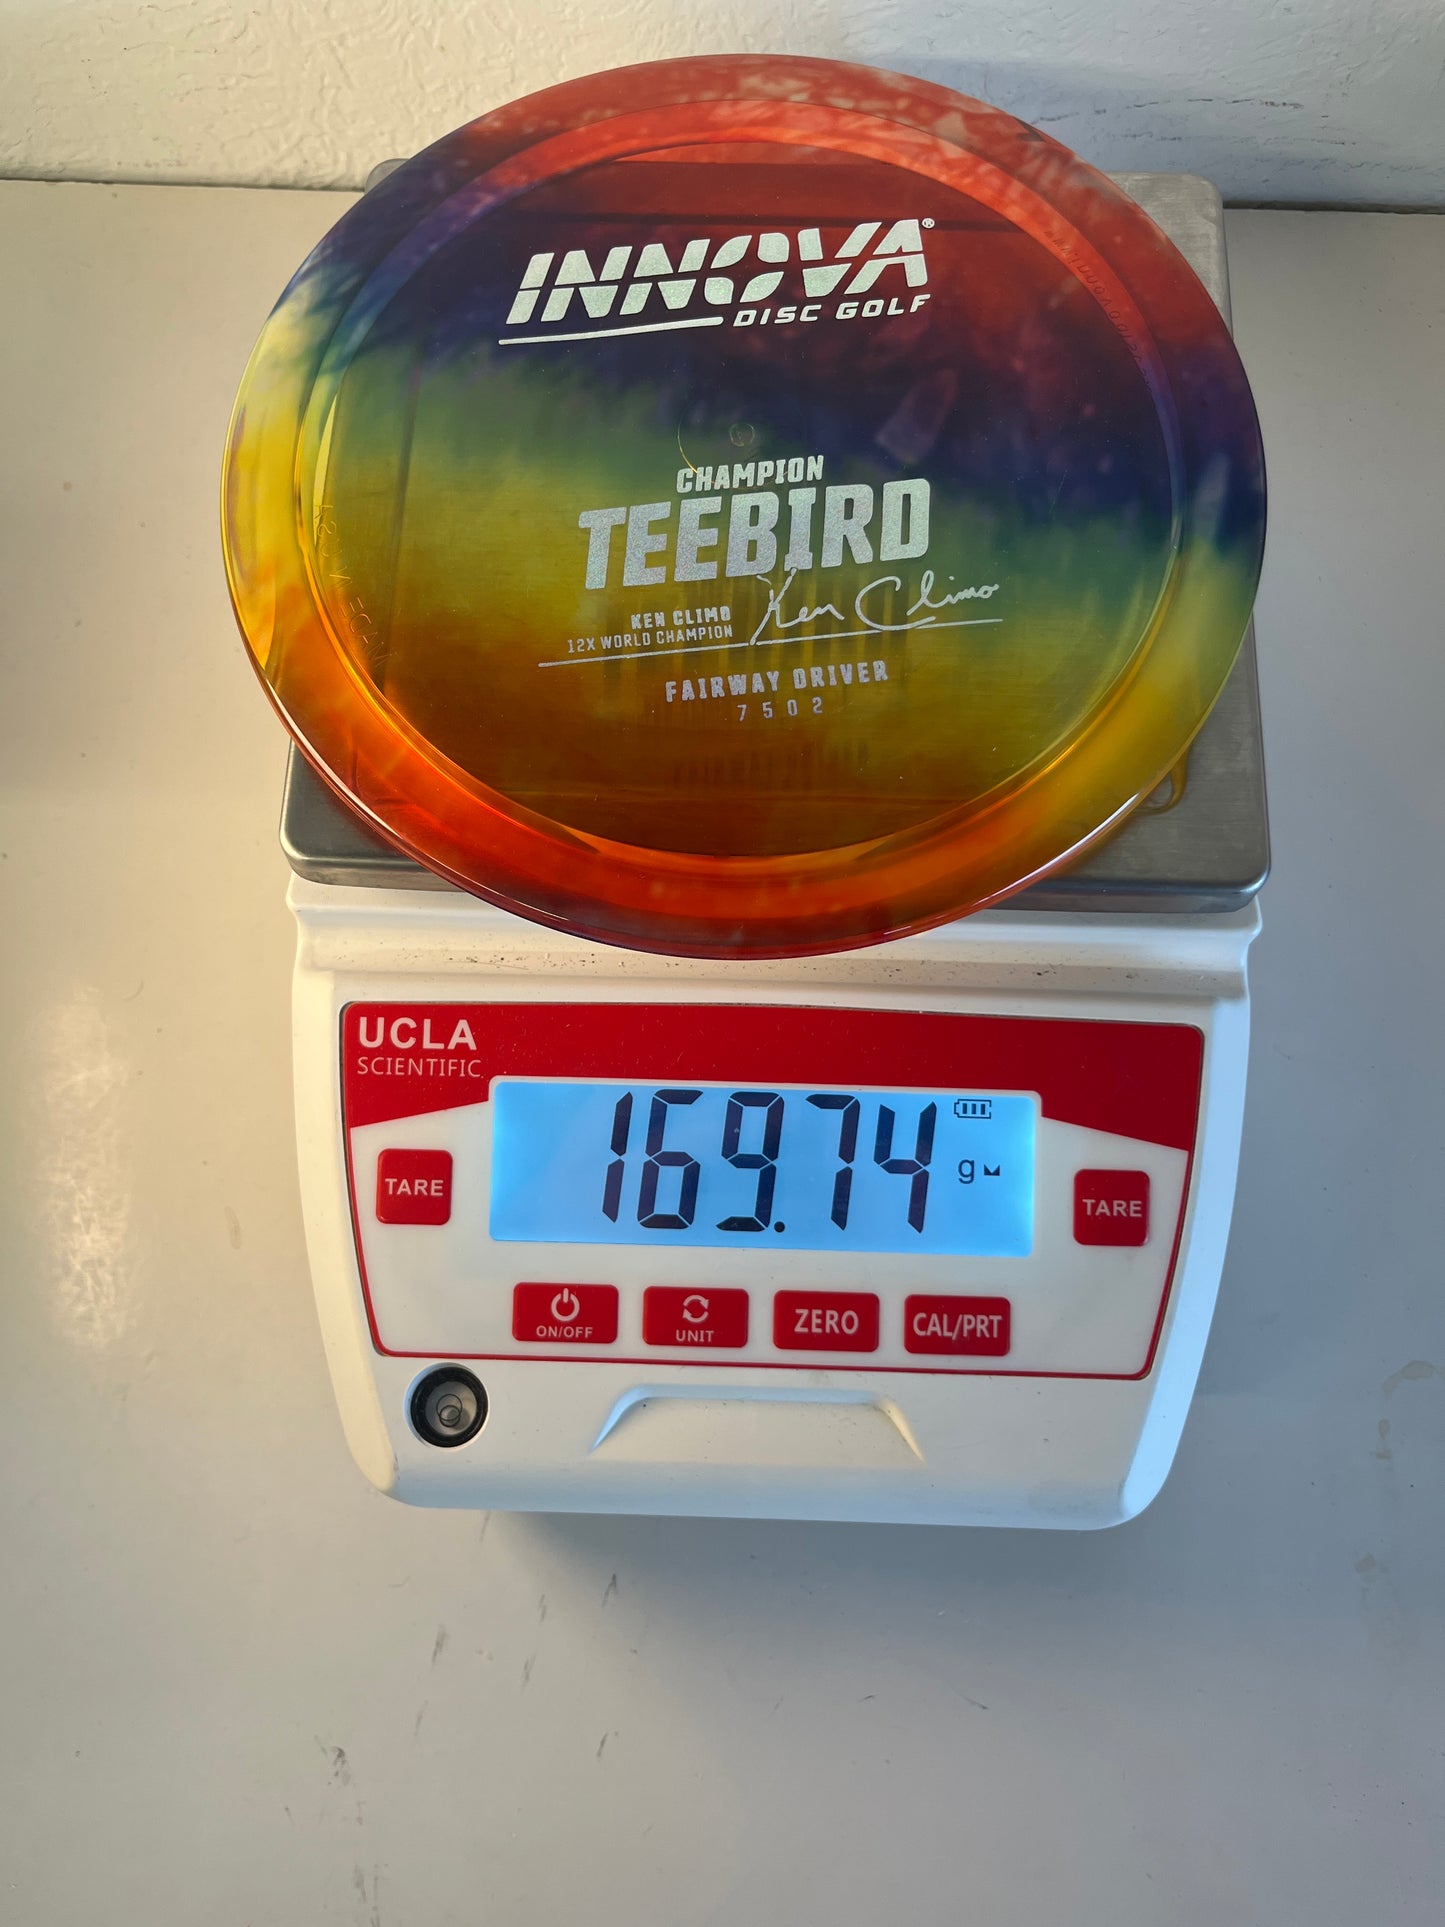 INNOVA®
DISC GOLF
CHAMPION
TEEBIRD
KEN CLIMO
12X WORLD CHAMPION
Ken Climo
FAIRWAY DRIVER
7 5 0 2
UCLA
SCIENTIFIC
169.74
g
TARE
TARE
ON/OFF
UNIT
ZERO
CAL/PRT